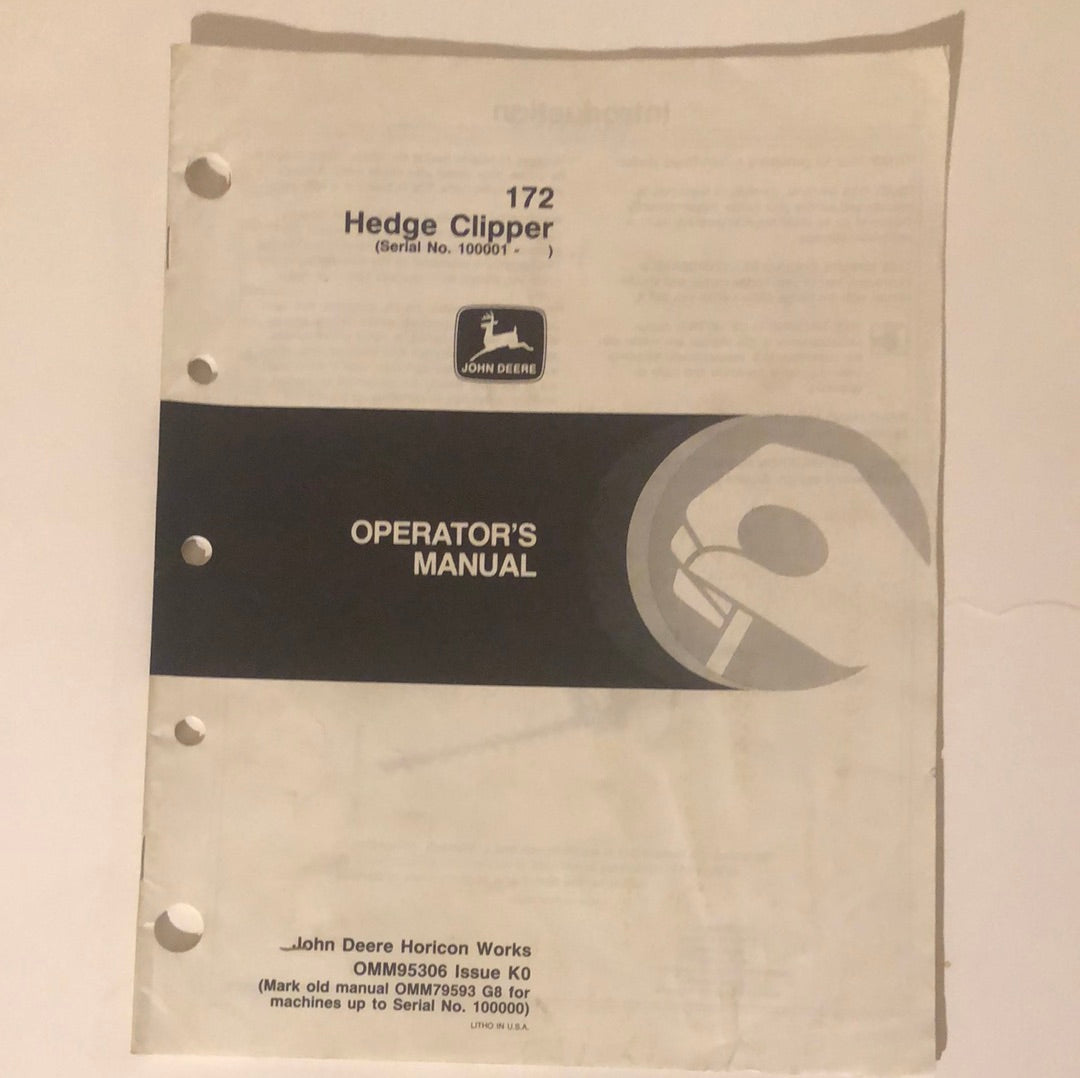 Introduction
172
Hedge Clipper
(Serial No. 100001 - )
JOHN DEERE
OPERATOR'S
MANUAL
John Deere Horicon Works
OMM95306 Issue K0
(Mark old manual OMM79593 G8 for
machines up to Serial No. 100000)
LITHO IN U.S.A.